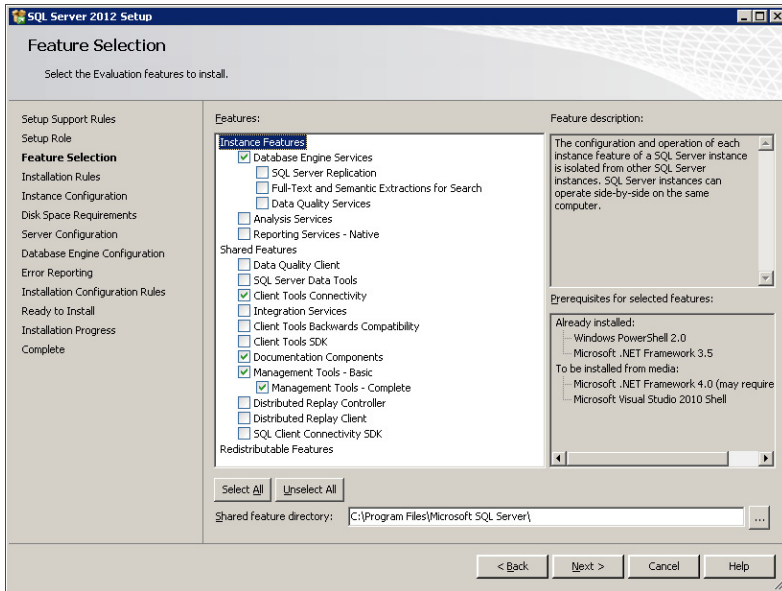 SQL Server 2012 Setup
Feature Selection
Select the Evaluation features to install.
Setup Support Rules
Setup Role
Feature Selection
Installation Rules
Instance Configuration
Disk Space Requirements
Server Configuration
Database Engine Configuration
Error Reporting
Installation Configuration Rules
Ready to Install
Installation Progress
Complete
Features:
Instance Features
Database Engine Services
SQL Server Replication
Full-Text and Semantic Extractions for Search
Data Quality Services
Analysis Services
Reporting Services - Native
Shared Features
Data Quality Client
SQL Server Data Tools
Client Tools Connectivity
Integration Services
Client Tools Backwards Compatibility
Client Tools SDK
Documentation Components
Management Tools - Basic
Management Tools - Complete
Distributed Replay Controller
Distributed Replay Client
SQL Client Connectivity SDK
Redistributable Features
Feature description:
The configuration and operation of each
instance feature of a SQL Server instance
is isolated from other SQL Server
instances. SQL Server instances can
operate side-by-side on the same
computer.
Prerequisites for selected features:
Already installed:
Windows PowerShell 2.0
Microsoft .NET Framework 3.5
To be installed from media:
Microsoft .NET Framework 4.0 (may require
Microsoft Visual Studio 2010 Shell
Select All
Unselect All
Shared feature directory:
C:\Program Files\Microsoft SQL Server\
...
< Back
Next >
Cancel
Help